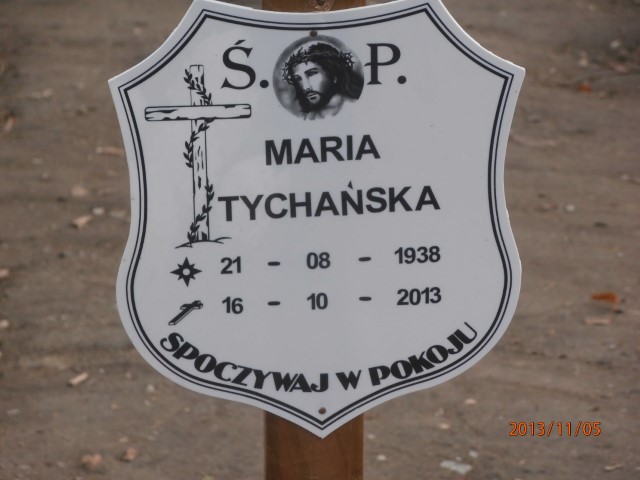 Ś. P.
MARIA
TYCHAŃSKA
21 - 08 - 1938
16 - 10 - 2013
SPOCZYWAJ W POKOJU
2013/11/05